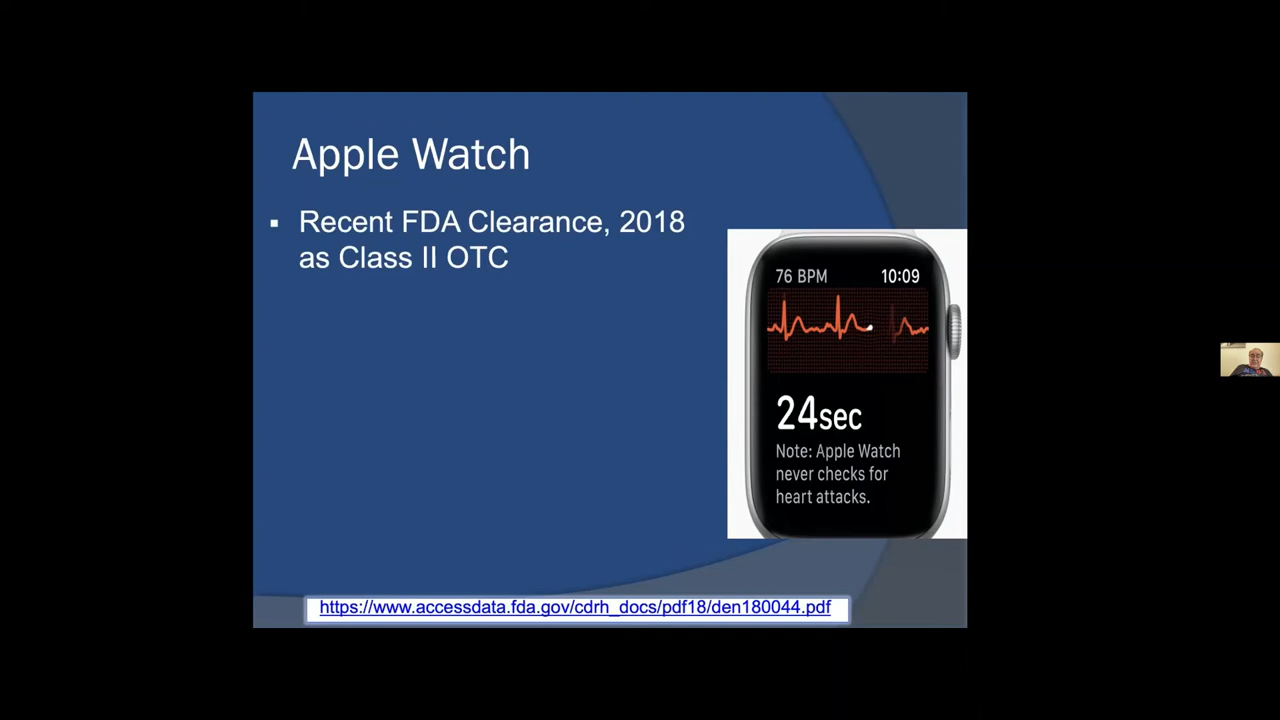 Apple Watch
▪ Recent FDA Clearance, 2018
as Class II OTC
76 BPM 10:09
24sec
Note: Apple Watch
never checks for
heart attacks.
https://www.accessdata.fda.gov/cdrh_docs/pdf18/den180044.pdf